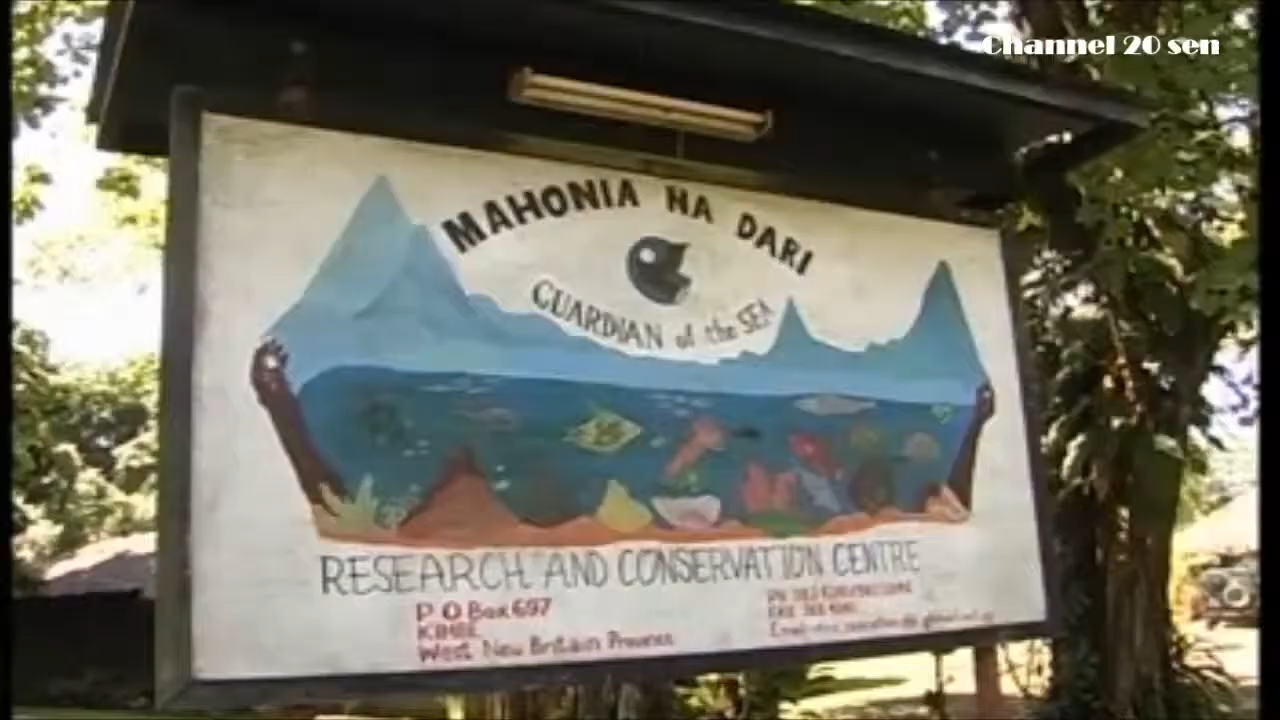 Channel 20 sen
MAHONIA NA DARI
GUARDIAN of the SEA
RESEARCH AND CONSERVATION CENTRE
P O Box 697
KIMBE
West New Britain Province